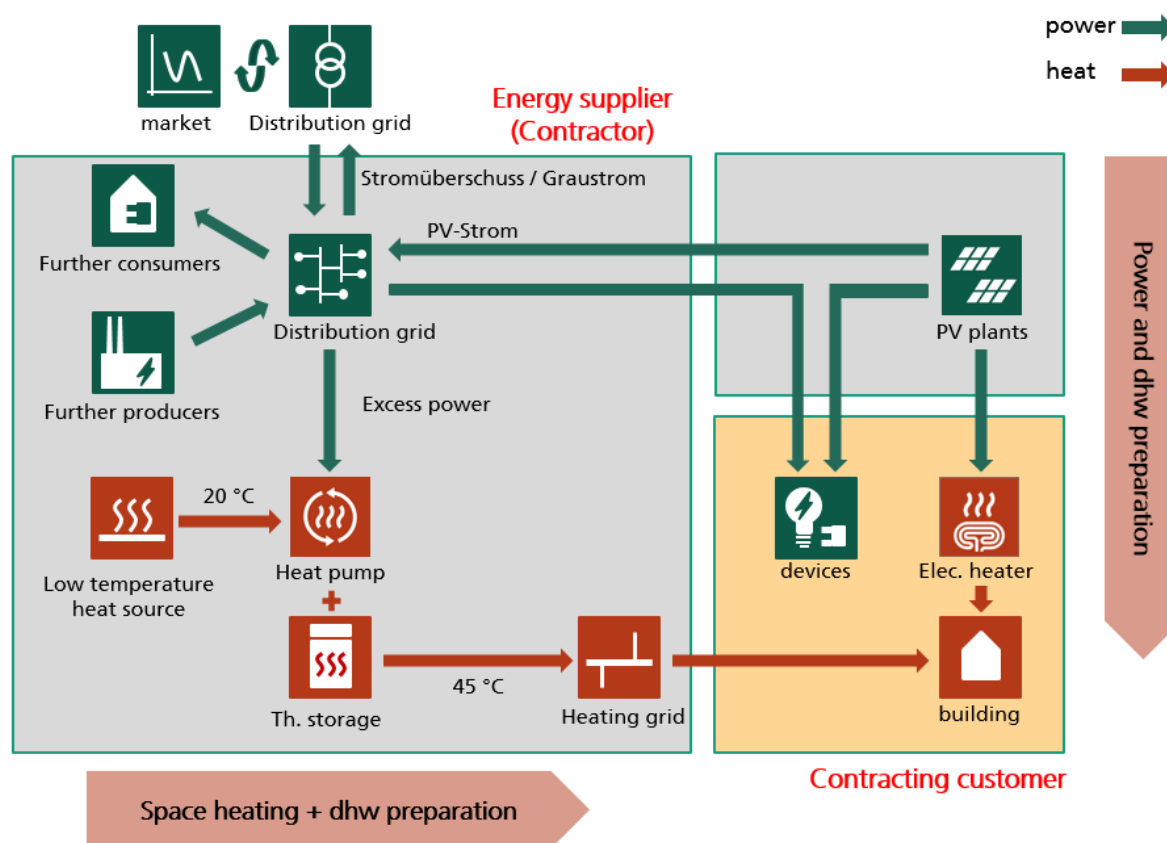 power
heat
market
Distribution grid
Energy supplier
(Contractor)
Stromüberschuss / Graustrom
Further consumers
PV-Strom
Distribution grid
PV plants
Further producers
Excess power
20 °C
Low temperature
heat source
Heat pump
devices
Elec. heater
45 °C
Th. storage
Heating grid
building
Contracting customer
Space heating + dhw preparation
Power and dhw preparation